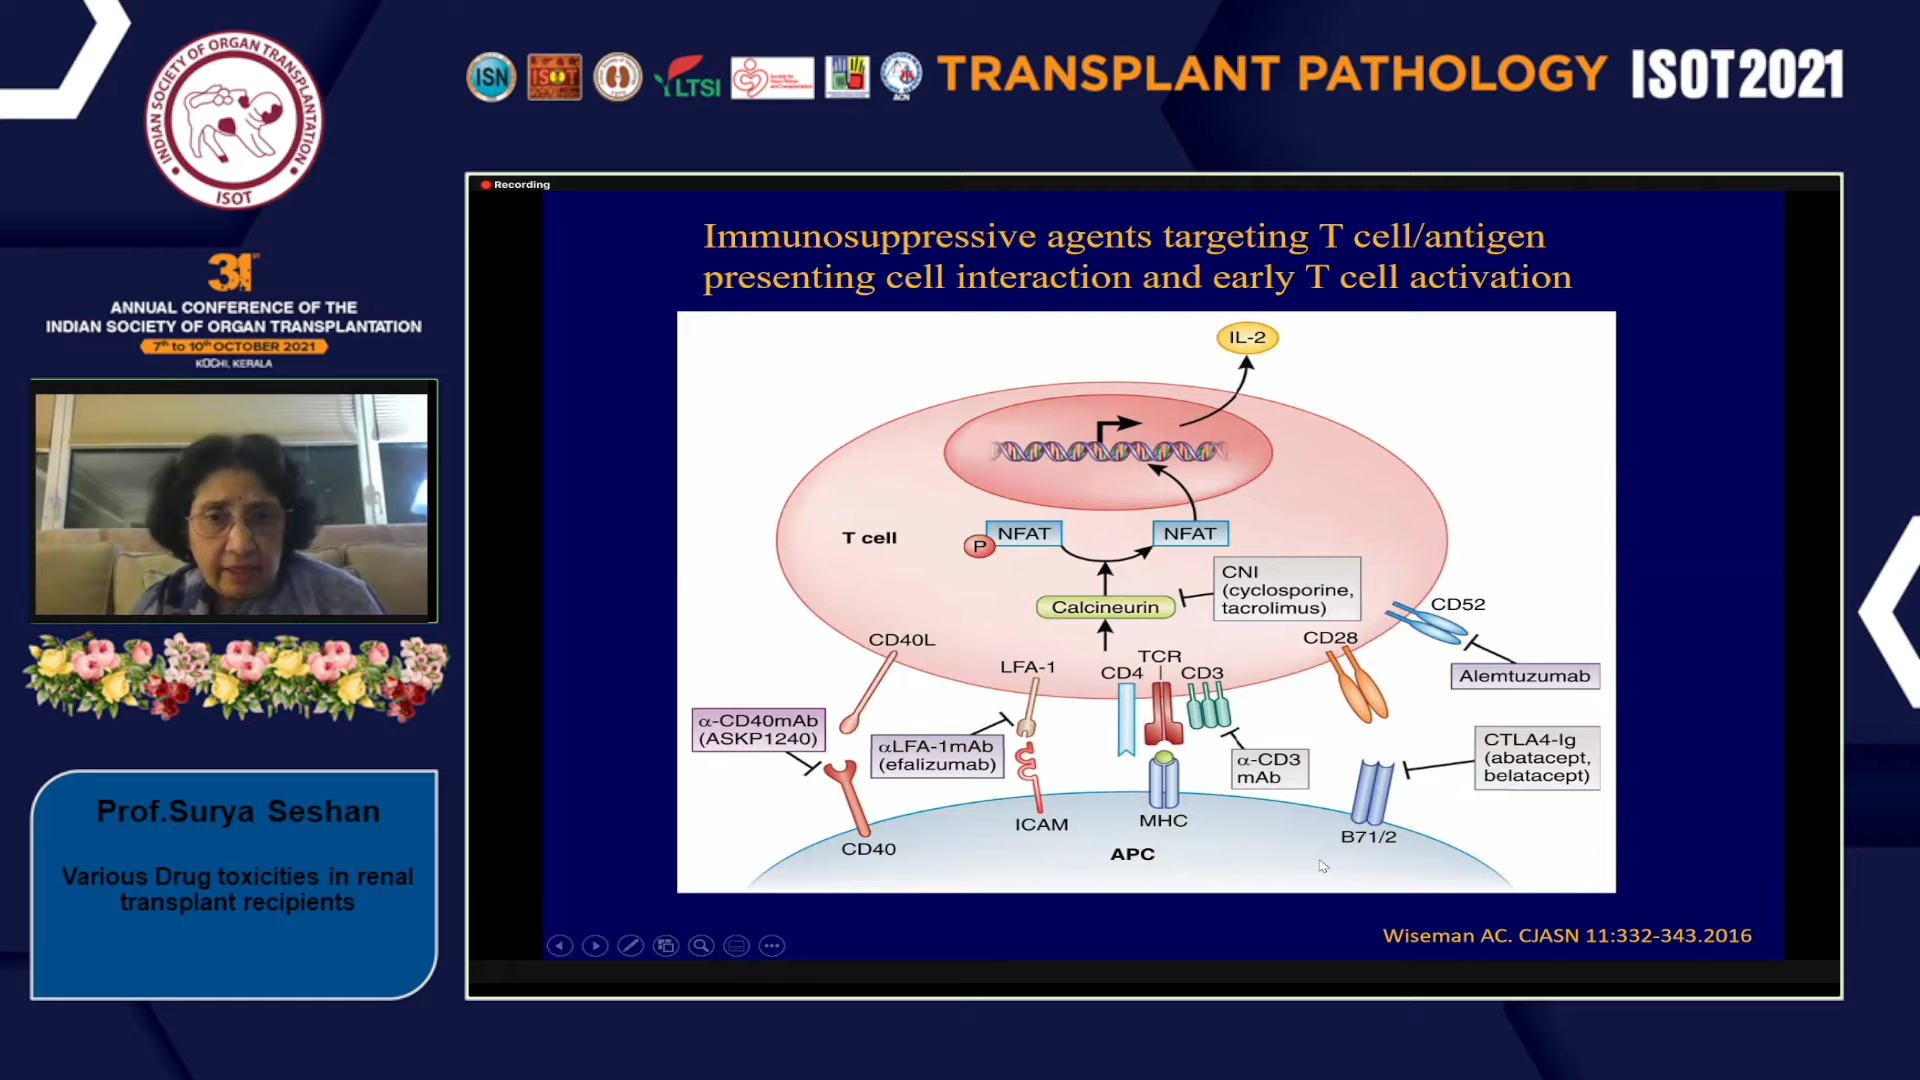 INDIAN SOCIETY OF ORGAN TRANSPLANTATION
ISOT
ISN
ISOT
LTSI
ACN
TRANSPLANT PATHOLOGY ISOT2021
31ST
ANNUAL CONFERENCE OF THE
INDIAN SOCIETY OF ORGAN TRANSPLANTATION
7th to 10th OCTOBER 2021
KOCHI, KERALA
Prof.Surya Seshan
Various Drug toxicities in renal
transplant recipients
Recording
Immunosuppressive agents targeting T cell/antigen
presenting cell interaction and early T cell activation
IL-2
T cell
P
NFAT
NFAT
CNI
(cyclosporine,
tacrolimus)
Calcineurin
CD52
CD28
CD40L
LFA-1
CD4
TCR
CD3
Alemtuzumab
α-CD40mAb
(ASKP1240)
αLFA-1mAb
(efalizumab)
α-CD3
mAb
CTLA4-Ig
(abatacept,
belatacept)
CD40
ICAM
MHC
B71/2
APC
Wiseman AC. CJASN 11:332-343.2016